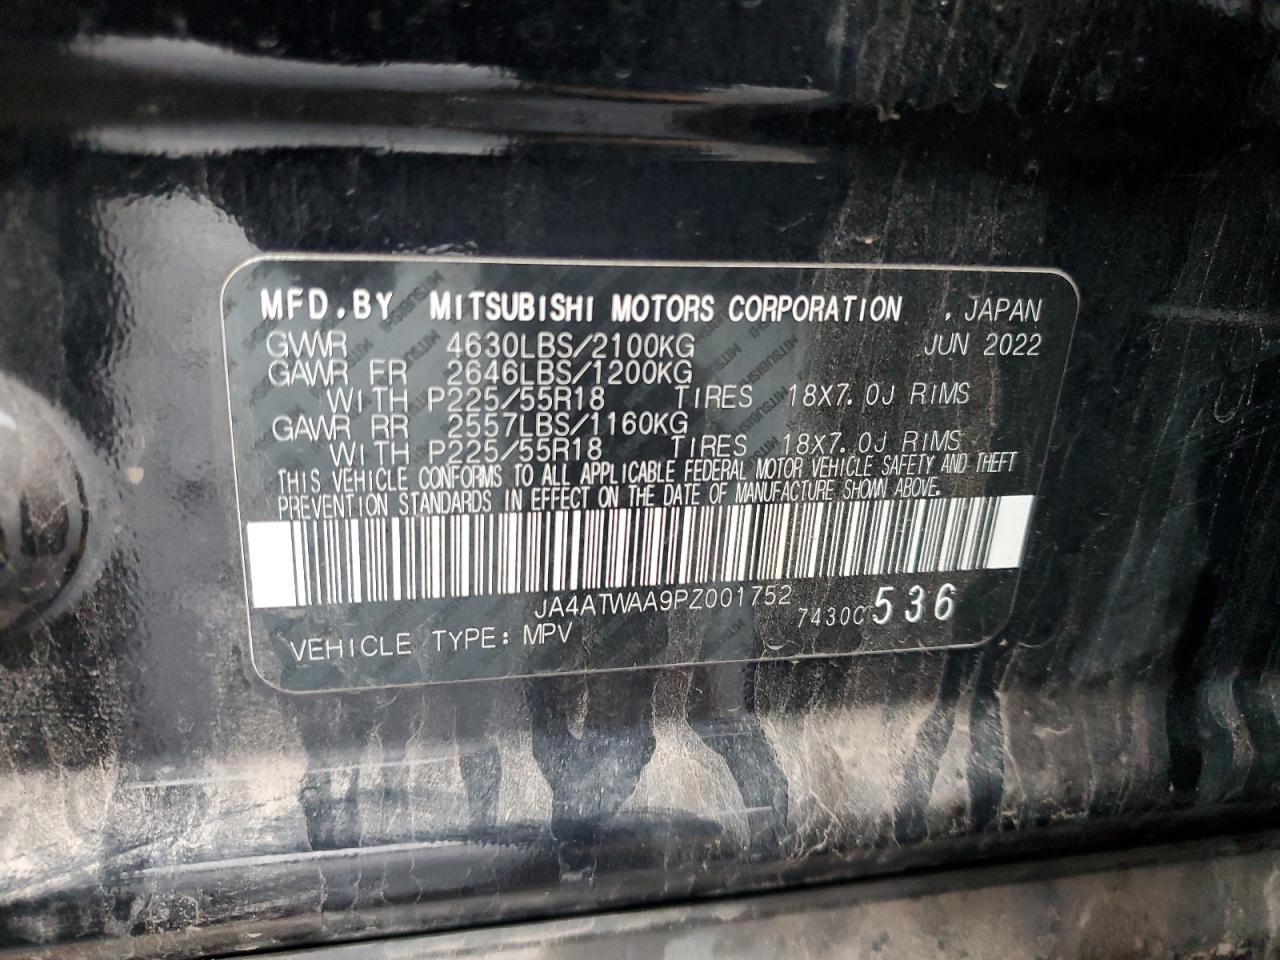 MFD.BY MITSUBISHI MOTORS CORPORATION , JAPAN
GVWR 4630LBS/2100KG JUN 2022
GAWR FR 2646LBS/1200KG
WITH P225/55R18 TIRES 18X7.0J RIMS
GAWR RR 2557LBS/1160KG
WITH P225/55R18 TIRES 18X7.0J RIMS
THIS VEHICLE CONFORMS TO ALL APPLICABLE FEDERAL MOTOR VEHICLE SAFETY AND THEFT
PREVENTION STANDARDS IN EFFECT ON THE DATE OF MANUFACTURE SHOWN ABOVE.
JA4ATWAA9PZ001752
VEHICLE TYPE: MPV 7430C536